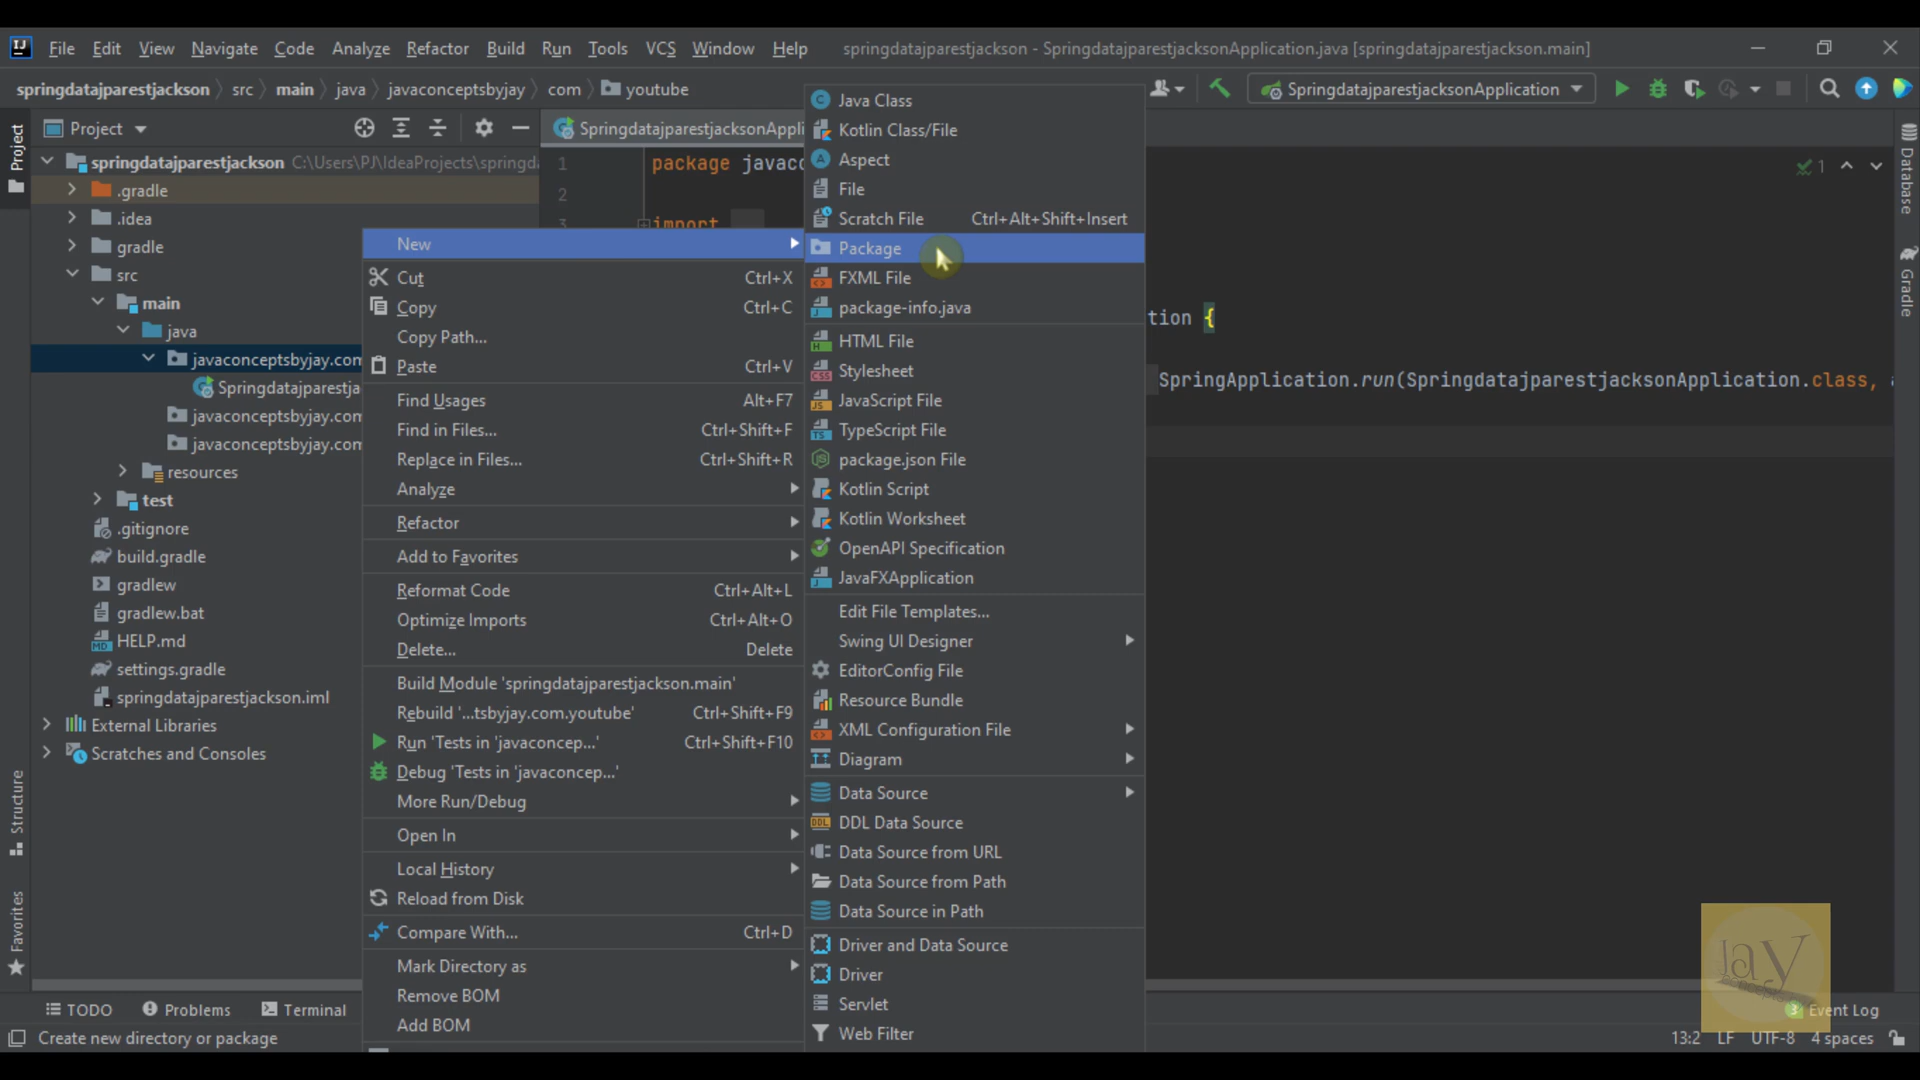 File Edit View Navigate Code Analyze Refactor Build Run Tools VCS Window Help springdatajparestjackson - SpringdatajparestjacksonApplication.java [springdatajparestjackson.main]
springdatajparestjackson src main java javaconceptsbyjay com youtube
SpringdatajparestjacksonApplication
Project
SpringdatajparestjacksonAppli
Project
springdatajparestjackson C:\Users\PJ\IdeaProjects\springd
.gradle
.idea
gradle
src
main
java
javaconceptsbyjay.com
Springdatajparestja
javaconceptsbyjay.com
javaconceptsbyjay.com
resources
test
.gitignore
build.gradle
gradlew
gradlew.bat
HELP.md
settings.gradle
springdatajparestjackson.iml
External Libraries
Scratches and Consoles
Structure
Favorites
1 package javaco
2
3 import
tion {
SpringApplication.run(SpringdatajparestjacksonApplication.class, a
1
Database
Gradle
New
Cut Ctrl+X
Copy Ctrl+C
Copy Path...
Paste Ctrl+V
Find Usages Alt+F7
Find in Files... Ctrl+Shift+F
Replace in Files... Ctrl+Shift+R
Analyze
Refactor
Add to Favorites
Reformat Code Ctrl+Alt+L
Optimize Imports Ctrl+Alt+O
Delete... Delete
Build Module 'springdatajparestjackson.main'
Rebuild '...tsbyjay.com.youtube' Ctrl+Shift+F9
Run 'Tests in 'javaconcep...' Ctrl+Shift+F10
Debug 'Tests in 'javaconcep...'
More Run/Debug
Open In
Local History
Reload from Disk
Compare With... Ctrl+D
Mark Directory as
Remove BOM
Add BOM
Java Class
Kotlin Class/File
Aspect
File
Scratch File Ctrl+Alt+Shift+Insert
Package
FXML File
package-info.java
HTML File
Stylesheet
JavaScript File
TypeScript File
package.json File
Kotlin Script
Kotlin Worksheet
OpenAPI Specification
JavaFXApplication
Edit File Templates...
Swing UI Designer
EditorConfig File
Resource Bundle
XML Configuration File
Diagram
Data Source
DDL Data Source
Data Source from URL
Data Source from Path
Data Source in Path
Driver and Data Source
Driver
Servlet
Web Filter
Jay
TODO Problems Terminal
3 Event Log
Create new directory or package
13:2 LF UTF-8 4 spaces